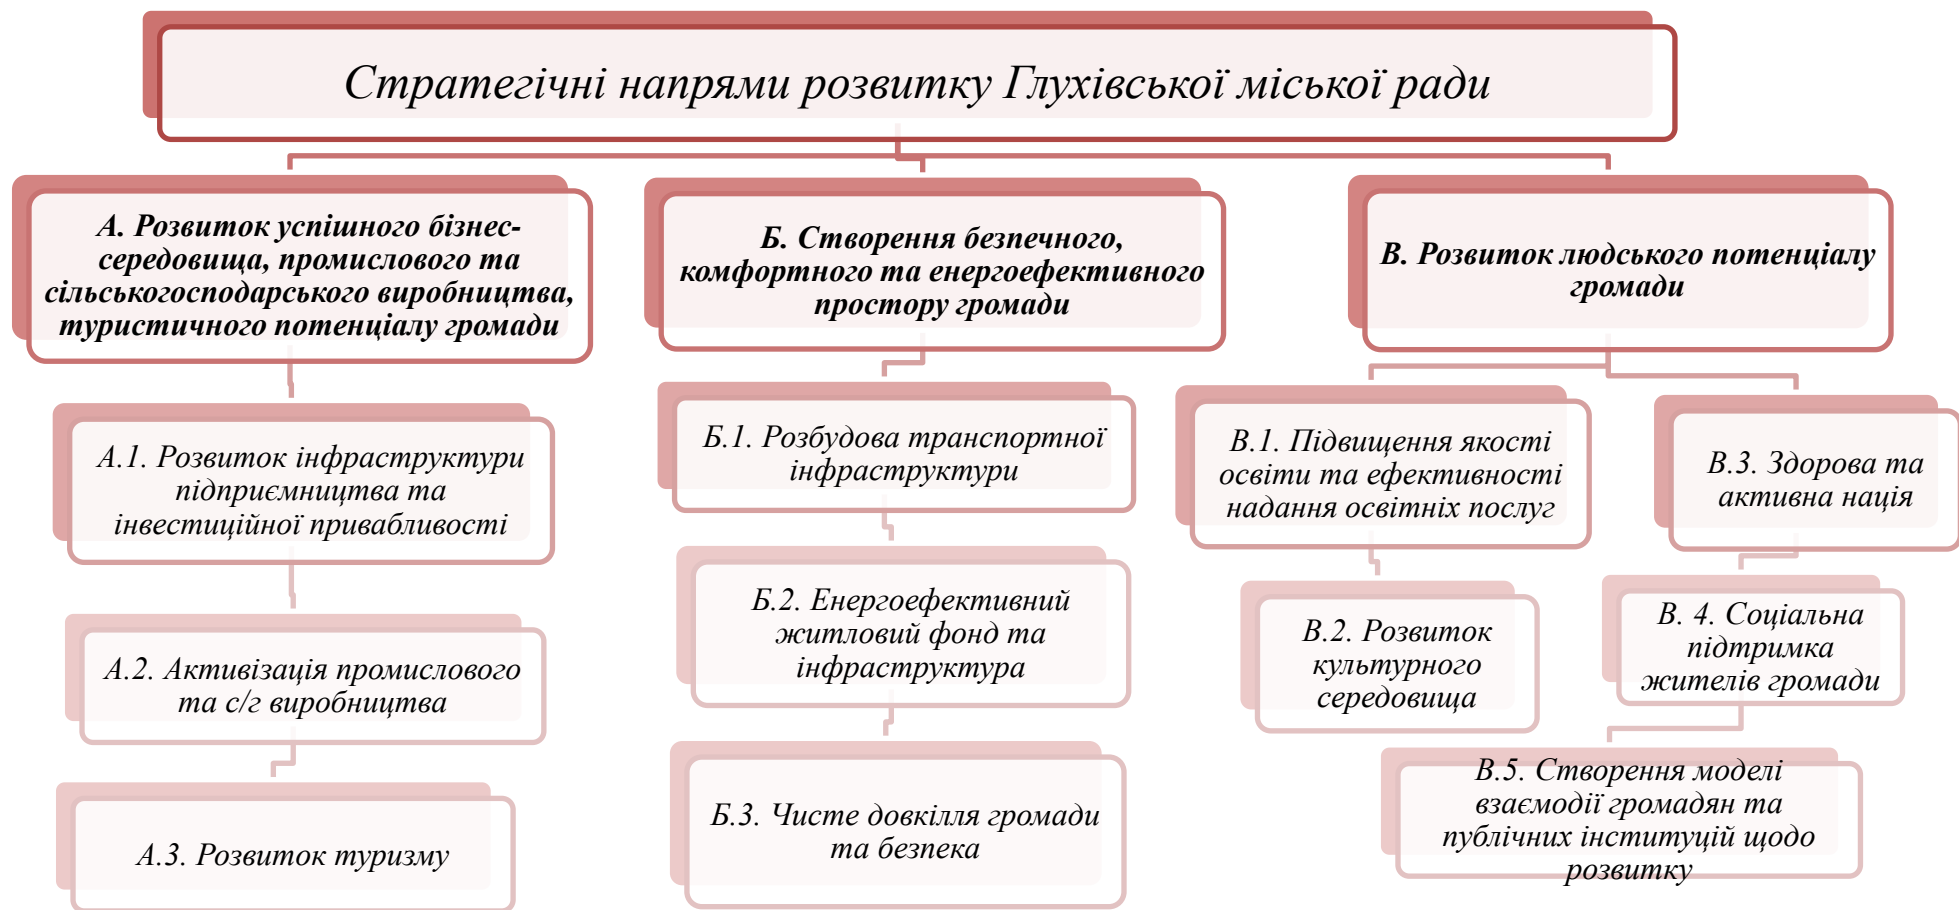 Стратегічні напрями розвитку Глухівської міської ради
А. Розвиток успішного бізнес-
середовища, промислового та
сільськогосподарського виробництва,
туристичного потенціалу громади
Б. Створення безпечного,
комфортного та енергоефективного
простору громади
В. Розвиток людського потенціалу
громади
А.1. Розвиток інфраструктури
підприємництва та
інвестиційної привабливості
А.2. Активізація промислового
та с/г виробництва
А.3. Розвиток туризму
Б.1. Розбудова транспортної
інфраструктури
Б.2. Енергоефективний
житловий фонд та
інфраструктура
Б.3. Чисте довкілля громади
та безпека
В.1. Підвищення якості
освіти та ефективності
надання освітніх послуг
В.2. Розвиток
культурного
середовища
В.3. Здорова та
активна нація
В. 4. Соціальна
підтримка
жителів громади
В.5. Створення моделі
взаємодії громадян та
публічних інституцій щодо
розвитку